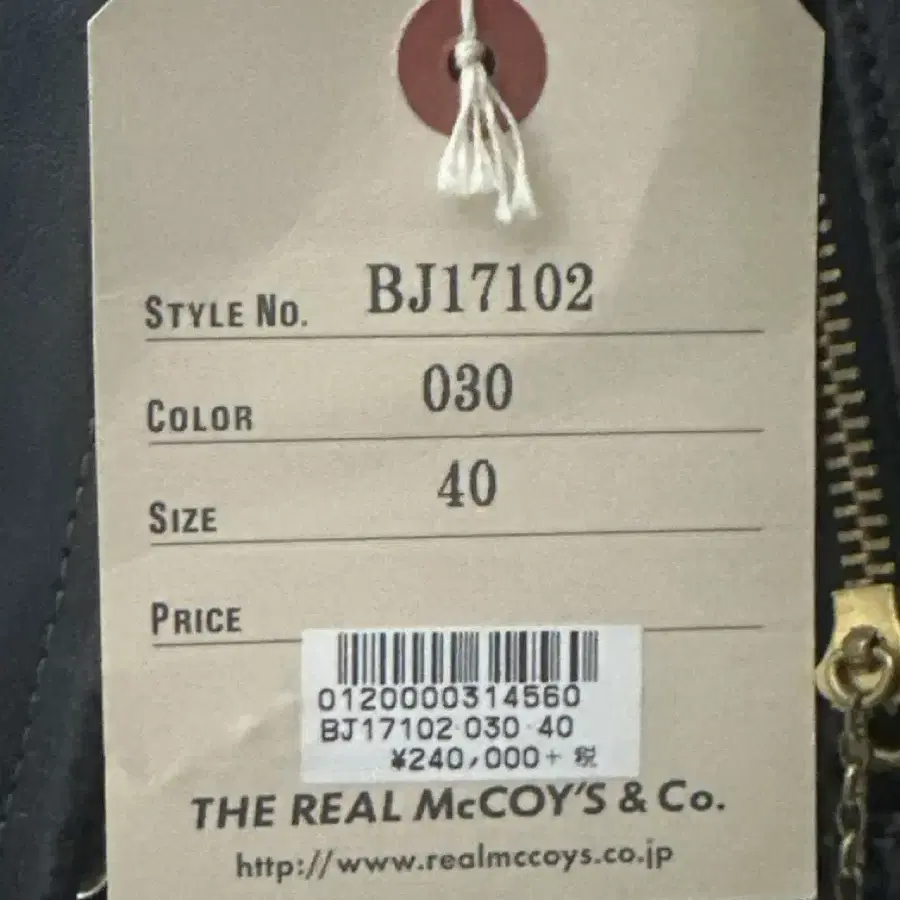 STYLE NO. BJ17102
COLOR 030
SIZE 40
PRICE
0120000314560
BJ17102-030-40
¥240,000+ 税
THE REAL McCOY'S & Co.
http://www.realmccoys.co.jp